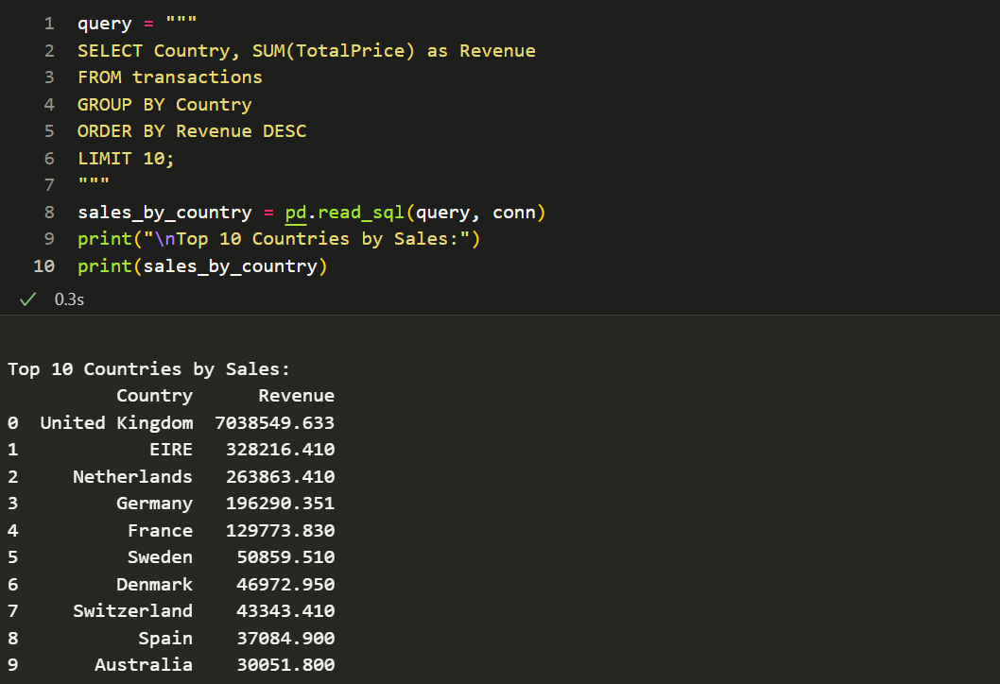 1 query = """
2 SELECT Country, SUM(TotalPrice) as Revenue
3 FROM transactions
4 GROUP BY Country
5 ORDER BY Revenue DESC
6 LIMIT 10;
7 """
8 sales_by_country = pd.read_sql(query, conn)
9 print("\nTop 10 Countries by Sales:")
10 print(sales_by_country)
✓ 0.3s
Top 10 Countries by Sales:
Country Revenue
0 United Kingdom 7038549.633
1 EIRE 328216.410
2 Netherlands 263863.410
3 Germany 196290.351
4 France 129773.830
5 Sweden 50859.510
6 Denmark 46972.950
7 Switzerland 43343.410
8 Spain 37084.900
9 Australia 30051.800